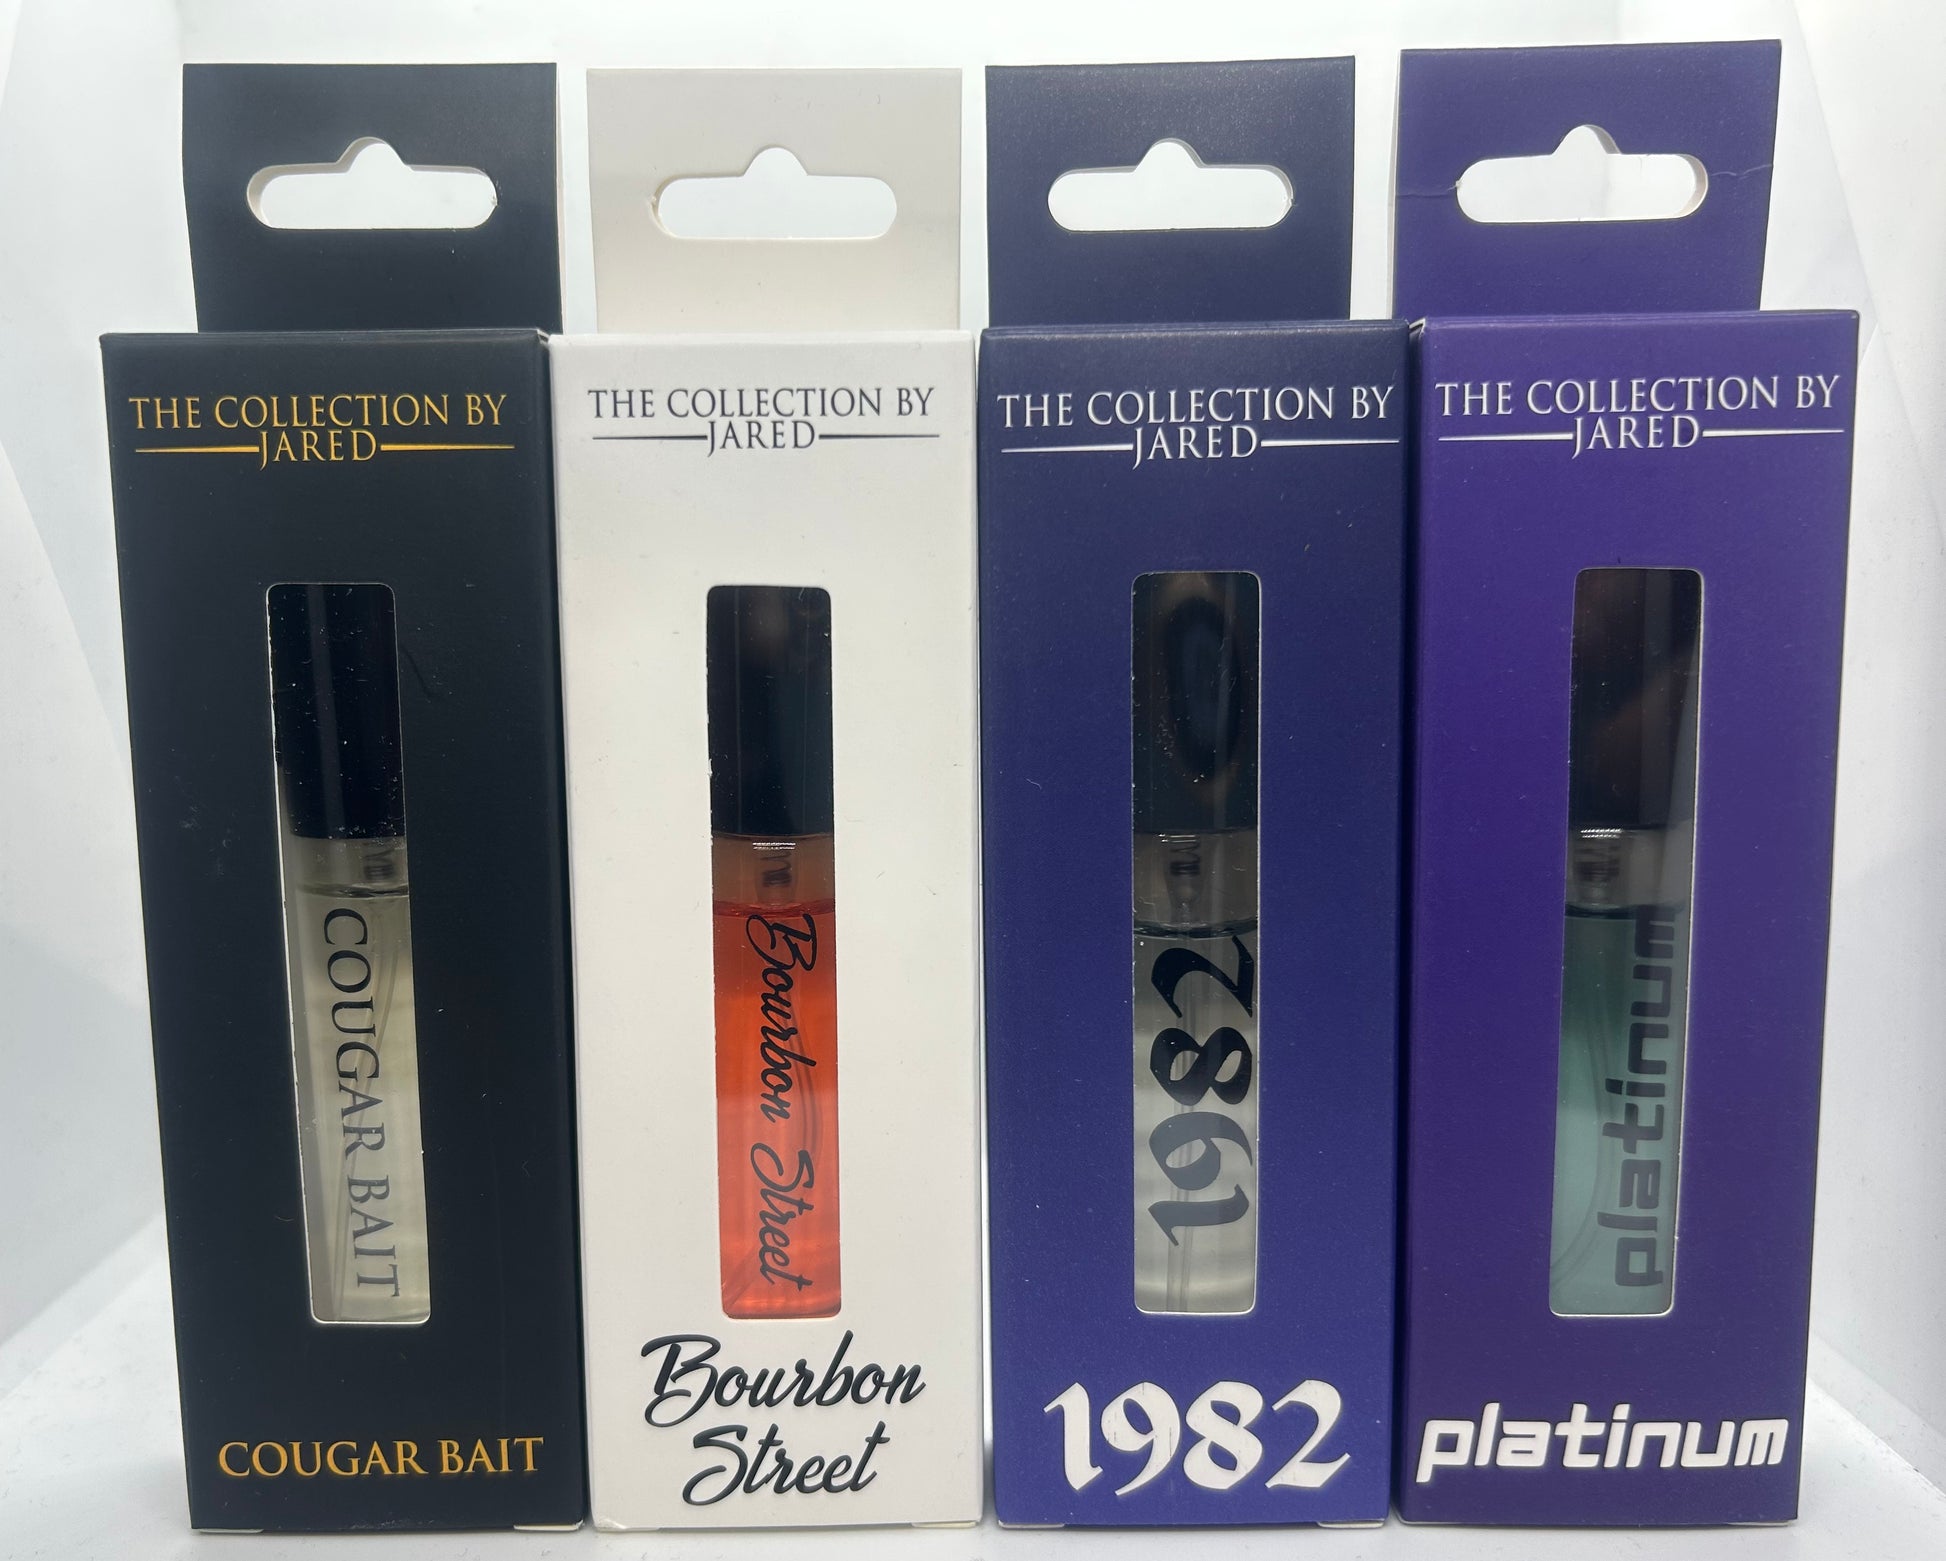 THE COLLECTION BY
JARED
COUGAR BAIT
COUGAR BAIT
THE COLLECTION BY
JARED
Bourbon Street
Bourbon
Street
THE COLLECTION BY
JARED
1982
1982
THE COLLECTION BY
JARED
platinum
platinum